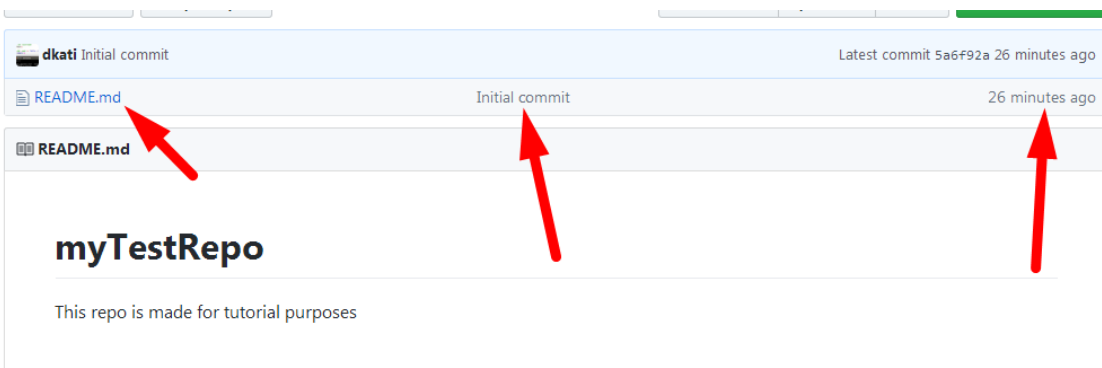 dkati Initial commit Latest commit 5a6f92a 26 minutes ago
README.md Initial commit 26 minutes ago
README.md
myTestRepo
This repo is made for tutorial purposes